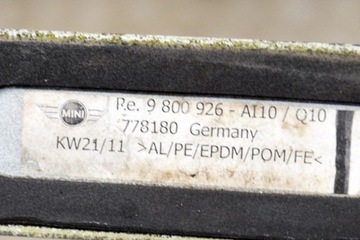 MINI
Re. 9 800 926 - AI10 / Q10
778180 Germany
KW21/11 >AL/PE/EPDM/POM/FE<